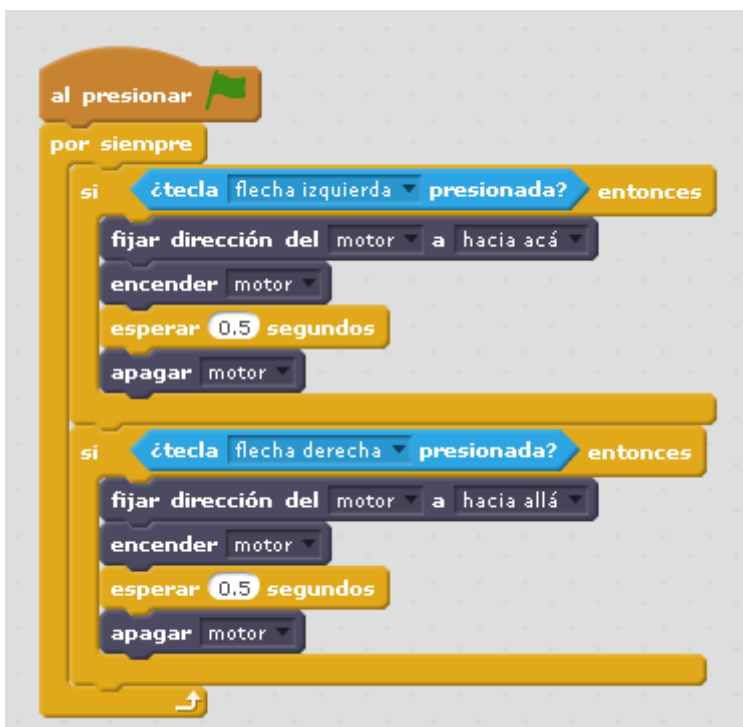 al presionar
por siempre
si ¿tecla flecha izquierda presionada? entonces
fijar dirección del motor a hacia acá
encender motor
esperar 0.5 segundos
apagar motor
si ¿tecla flecha derecha presionada? entonces
fijar dirección del motor a hacia allá
encender motor
esperar 0.5 segundos
apagar motor